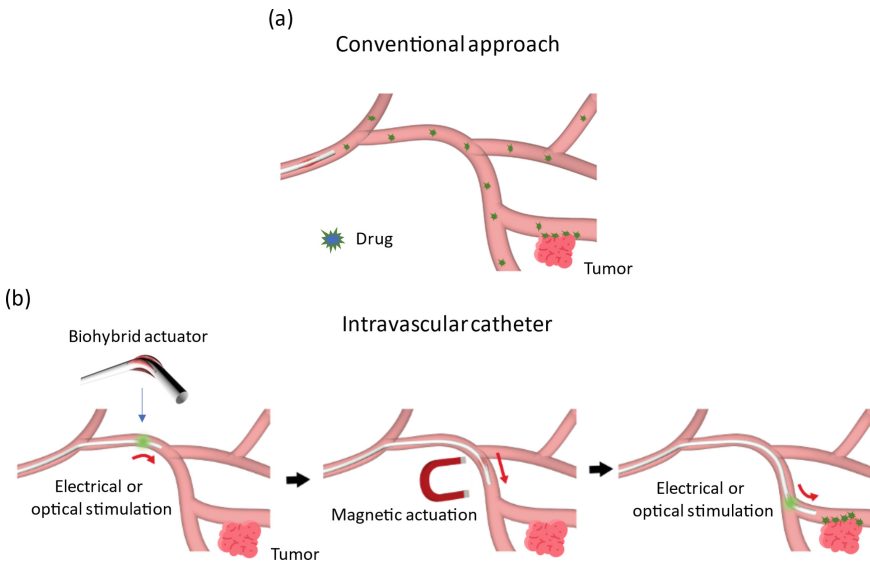 (a)
Conventional approach
Drug
Tumor
(b)
Intravascular catheter
Biohybrid actuator
Electrical or
optical stimulation
Tumor
Magnetic actuation
Electrical or
optical stimulation